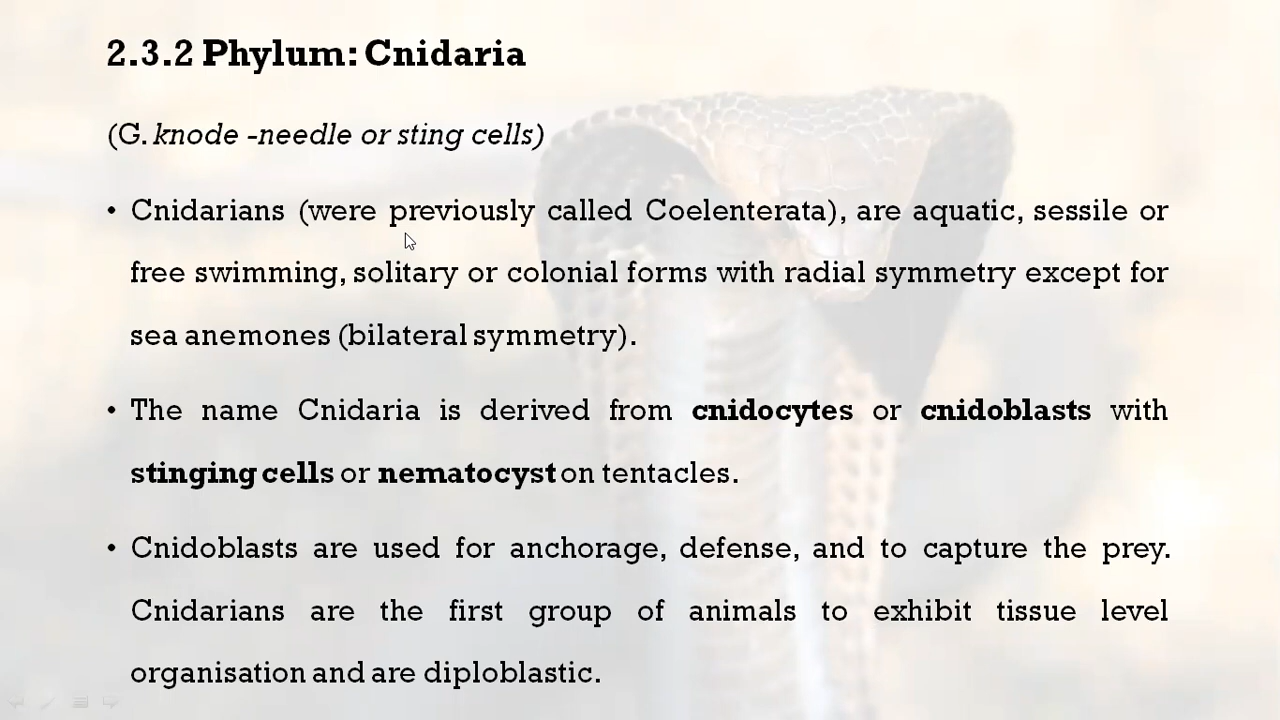 2.3.2 Phylum: Cnidaria
(G. knode -needle or sting cells)
• Cnidarians (were previously called Coelenterata), are aquatic, sessile or
free swimming, solitary or colonial forms with radial symmetry except for
sea anemones (bilateral symmetry).
• The name Cnidaria is derived from cnidocytes or cnidoblasts with
stinging cells or nematocyst on tentacles.
• Cnidoblasts are used for anchorage, defense, and to capture the prey.
Cnidarians are the first group of animals to exhibit tissue level
organisation and are diploblastic.